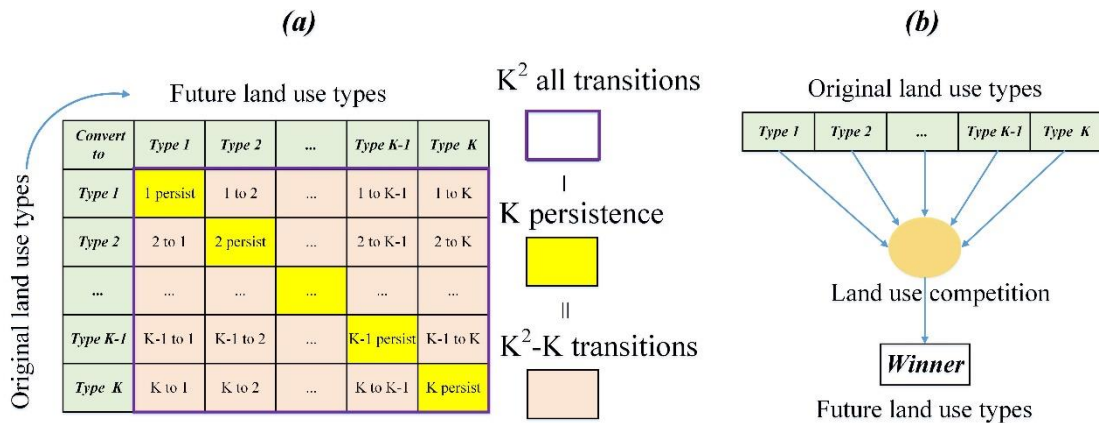 (a)
Future land use types
Original land use types
Convert to Type 1 Type 2 ... Type K-1 Type K
Type 1 1 persist 1 to 2 ... 1 to K-1 1 to K
Type 2 2 to 1 2 persist ... 2 to K-1 2 to K
... ... ... ... ... ...
Type K-1 K-1 to 1 K-1 to 2 ... K-1 persist K-1 to K
Type K K to 1 K to 2 ... K to K-1 K persist
K² all transitions
–
K persistence
=
K²-K transitions
(b)
Original land use types
Type 1 Type 2 ... Type K-1 Type K
Land use competition
Winner
Future land use types